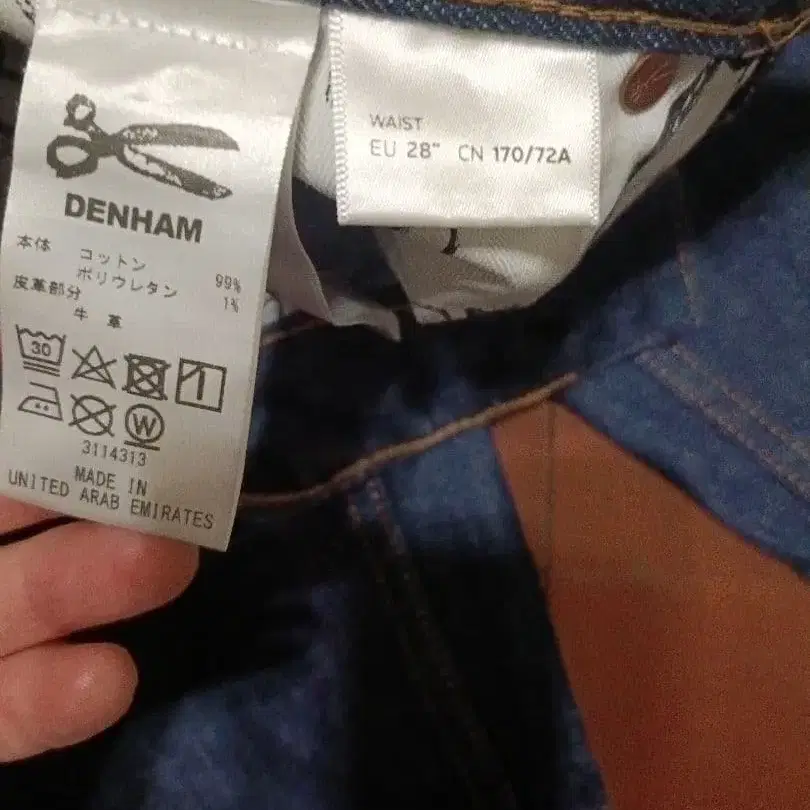 DENHAM
本体 コットン 99%
ポリウレタン 1%
皮革部分
牛 革
30
W
3114313
MADE IN
UNITED ARAB EMIRATES
WAIST
EU 28" CN 170/72A